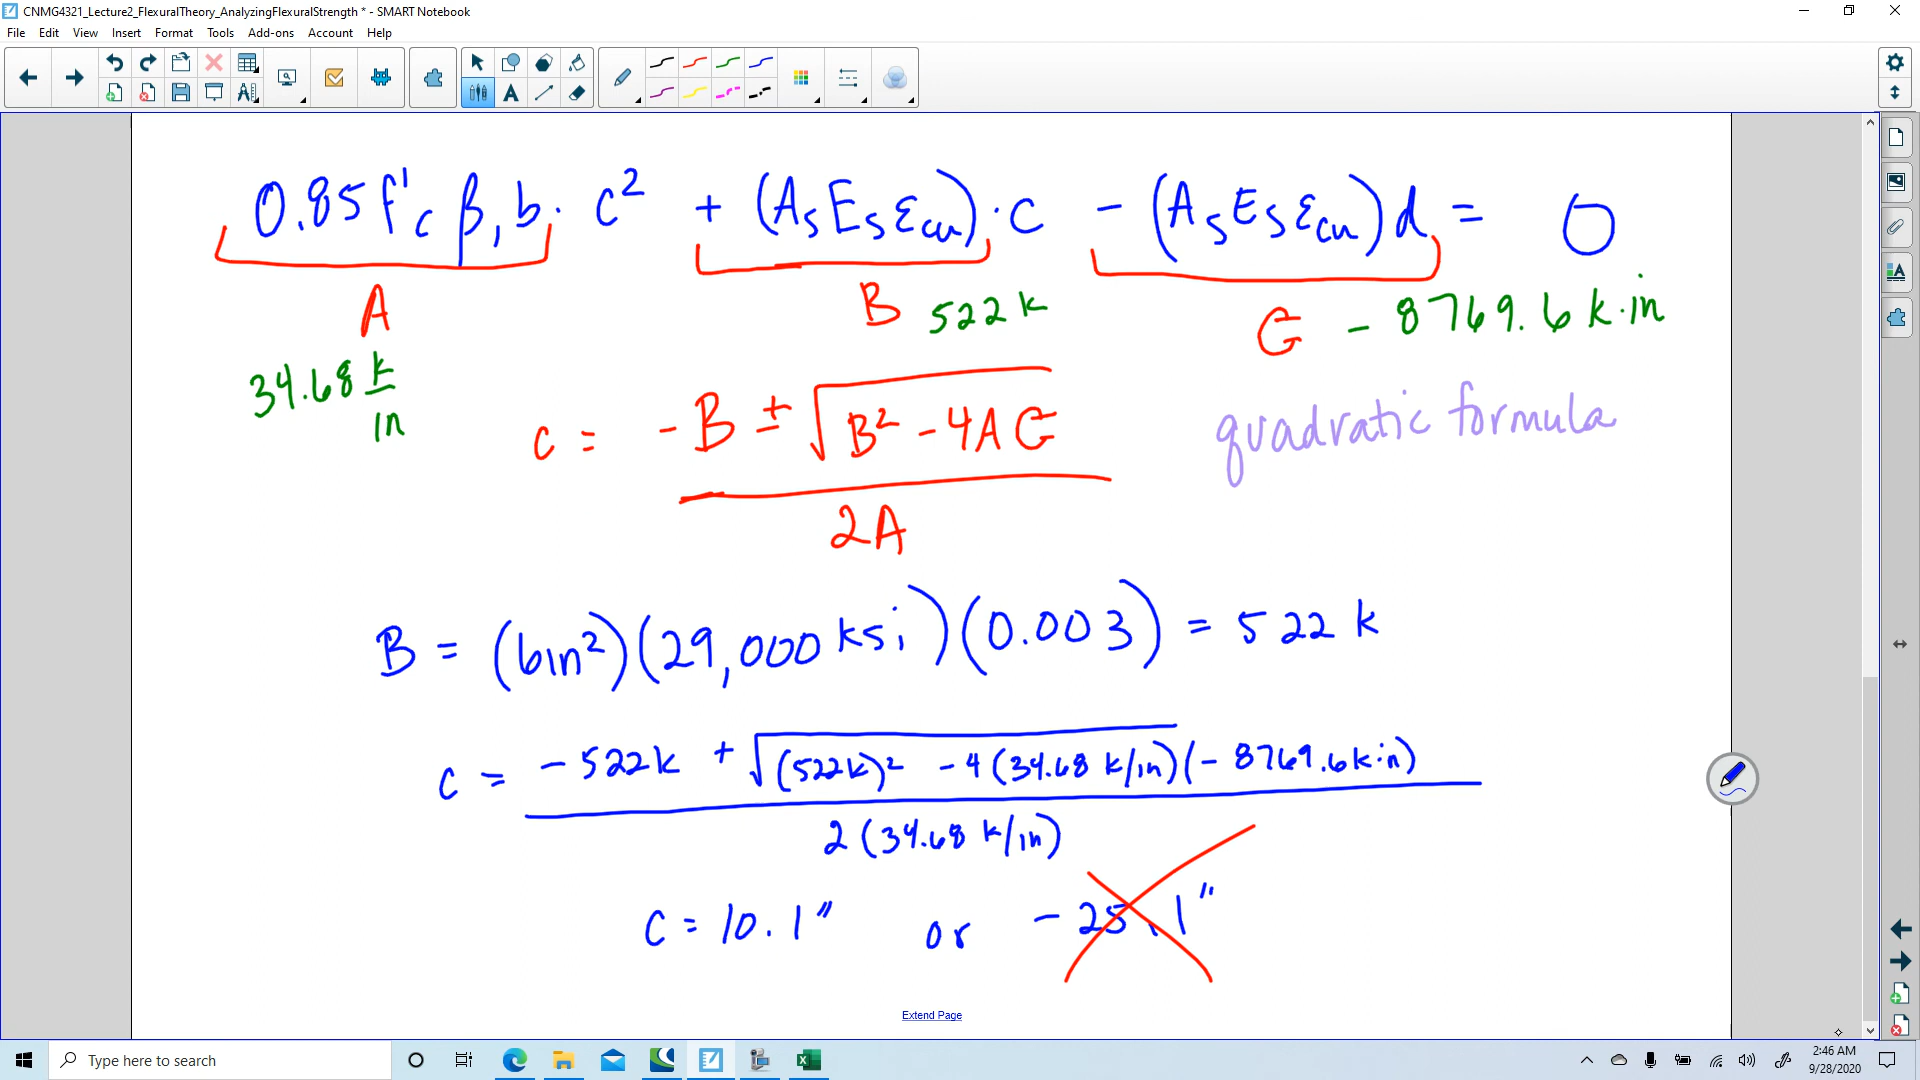 CNMG4321_Lecture2_FlexuralTheory_AnalyzingFlexuralStrength * - SMART Notebook
File Edit View Insert Format Tools Add-ons Account Help
0.85 f'c β1 b · c² + (As Es εcu) · c - (As Es εcu) d = 0
A B 522 k C - 8769.6 k·in
34.68 k/in
c = -B ± √B² - 4AC / 2A quadratic formula
B = (6in²)(29,000 ksi)(0.003) = 522 k
c = -522k + √(522k)² - 4(34.68 k/in)(-8769.6k·in) / 2(34.68 k/in)
c = 10.1" or -25.1"
Extend Page
Type here to search
2:46 AM
9/28/2020